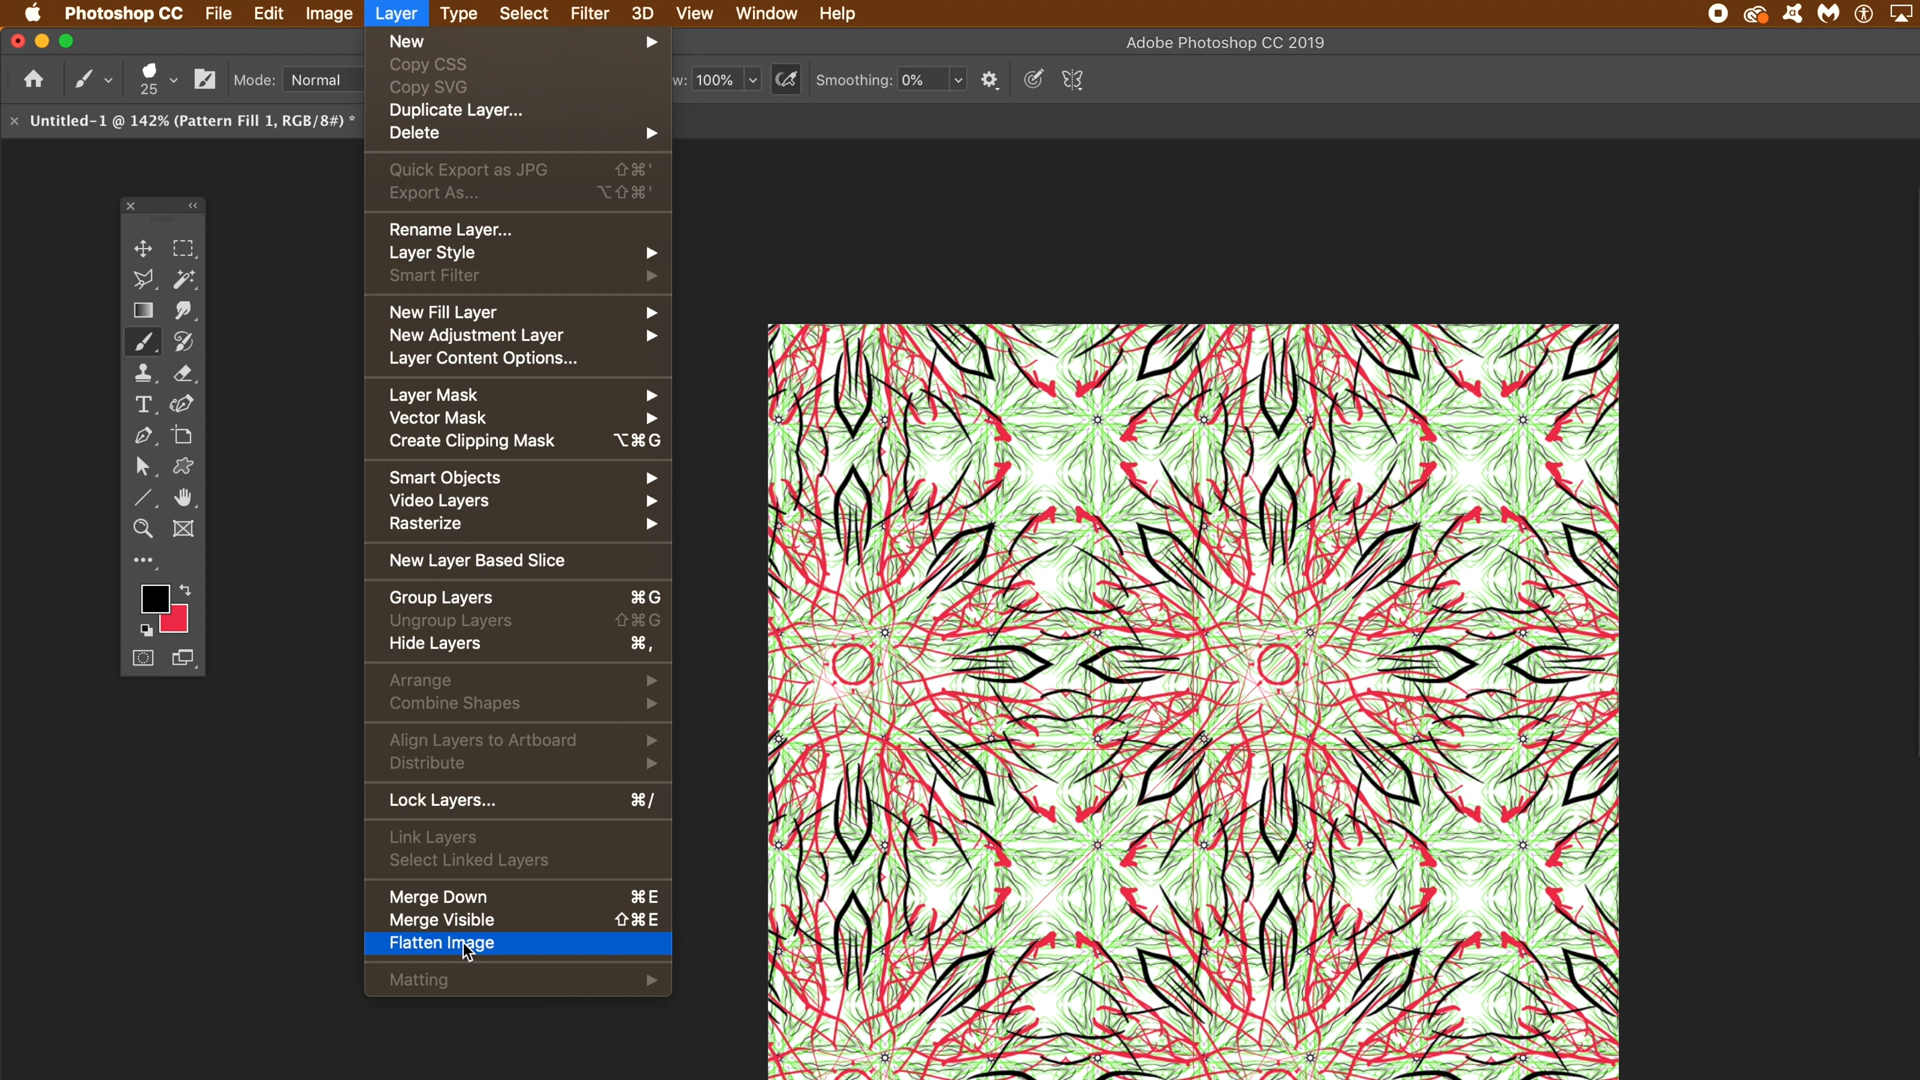 Photoshop CC File Edit Image Layer Type Select Filter 3D View Window Help
Adobe Photoshop CC 2019
25 Mode: Normal w: 100% Smoothing: 0%
× Untitled-1 @ 142% (Pattern Fill 1, RGB/8#) *
New
Copy CSS
Copy SVG
Duplicate Layer...
Delete
Quick Export as JPG ⇧⌘'
Export As... ⌥⇧⌘'
Rename Layer...
Layer Style
Smart Filter
New Fill Layer
New Adjustment Layer
Layer Content Options...
Layer Mask
Vector Mask
Create Clipping Mask ⌥⌘G
Smart Objects
Video Layers
Rasterize
New Layer Based Slice
Group Layers ⌘G
Ungroup Layers ⇧⌘G
Hide Layers ⌘,
Arrange
Combine Shapes
Align Layers to Artboard
Distribute
Lock Layers... ⌘/
Link Layers
Select Linked Layers
Merge Down ⌘E
Merge Visible ⇧⌘E
Flatten Image
Matting